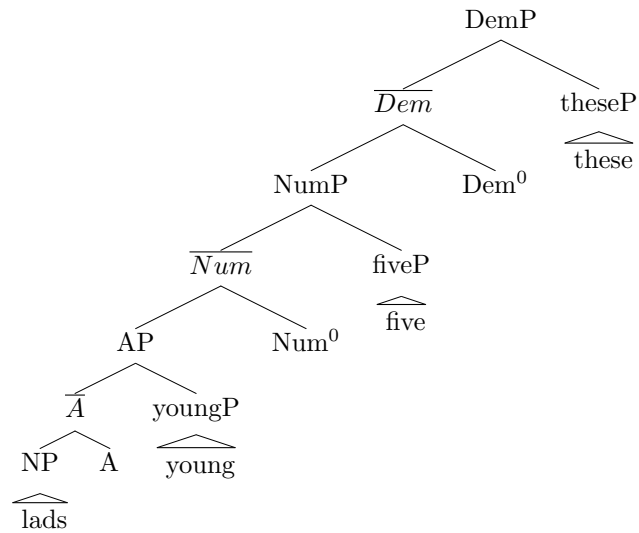 DemP
Dem theseP
these
NumP Dem⁰
Num fiveP
five
AP Num⁰
A youngP
young
NP A
lads